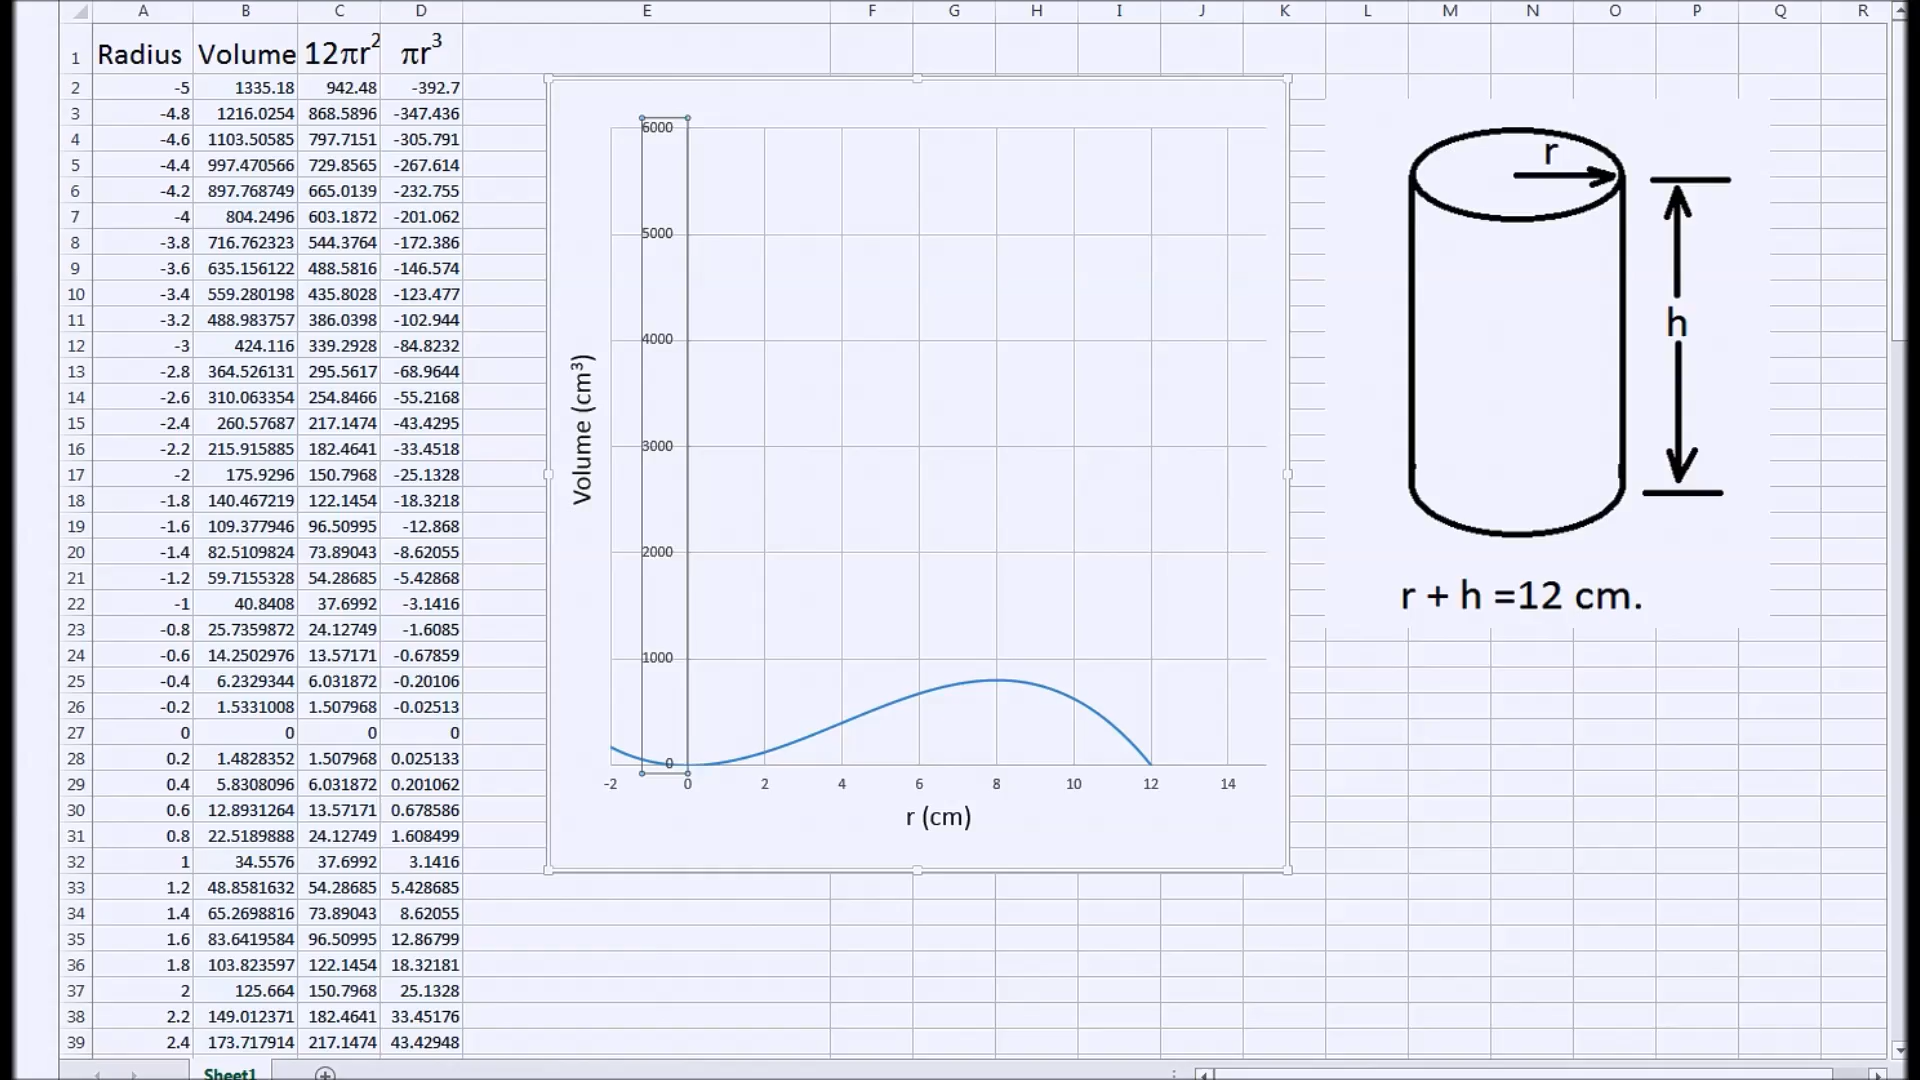 A B C D E F G H I J K L M N O P Q R
1 Radius Volume 12πr² πr³
2 -5 1335.18 942.48 -392.7
3 -4.8 1216.0254 868.5896 -347.436
4 -4.6 1103.50585 797.7151 -305.791
5 -4.4 997.470566 729.8565 -267.614
6 -4.2 897.768749 665.0139 -232.755
7 -4 804.2496 603.1872 -201.062
8 -3.8 716.762323 544.3764 -172.386
9 -3.6 635.156122 488.5816 -146.574
10 -3.4 559.280198 435.8028 -123.477
11 -3.2 488.983757 386.0398 -102.944
12 -3 424.116 339.2928 -84.8232
13 -2.8 364.526131 295.5617 -68.9644
14 -2.6 310.063354 254.8466 -55.2168
15 -2.4 260.57687 217.1474 -43.4295
16 -2.2 215.915885 182.4641 -33.4518
17 -2 175.9296 150.7968 -25.1328
18 -1.8 140.467219 122.1454 -18.3218
19 -1.6 109.377946 96.50995 -12.868
20 -1.4 82.5109824 73.89043 -8.62055
21 -1.2 59.7155328 54.28685 -5.42868
22 -1 40.8408 37.6992 -3.1416
23 -0.8 25.7359872 24.12749 -1.6085
24 -0.6 14.2502976 13.57171 -0.67859
25 -0.4 6.2329344 6.031872 -0.20106
26 -0.2 1.5331008 1.507968 -0.02513
27 0 0 0 0
28 0.2 1.4828352 1.507968 0.025133
29 0.4 5.8308096 6.031872 0.201062
30 0.6 12.8931264 13.57171 0.678586
31 0.8 22.5189888 24.12749 1.608499
32 1 34.5576 37.6992 3.1416
33 1.2 48.8581632 54.28685 5.428685
34 1.4 65.2698816 73.89043 8.62055
35 1.6 83.6419584 96.50995 12.86799
36 1.8 103.823597 122.1454 18.32181
37 2 125.664 150.7968 25.1328
38 2.2 149.012371 182.4641 33.45176
39 2.4 173.717914 217.1474 43.42948
6000
5000
4000
3000
2000
1000
0
Volume (cm³)
-2 0 2 4 6 8 10 12 14
r (cm)
r
h
r + h =12 cm.
Sheet1